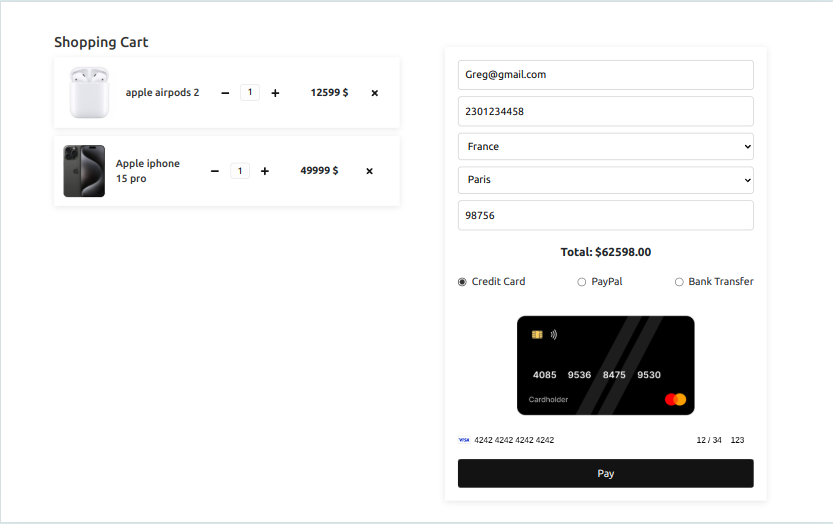 Shopping Cart
apple airpods 2 − 1 + 12599 $ ×
Apple iphone
15 pro − 1 + 49999 $ ×
Greg@gmail.com
2301234458
France
Paris
98756
Total: $62598.00
Credit Card PayPal Bank Transfer
4085 9536 8475 9530
Cardholder
VISA 4242 4242 4242 4242 12 / 34 123
Pay